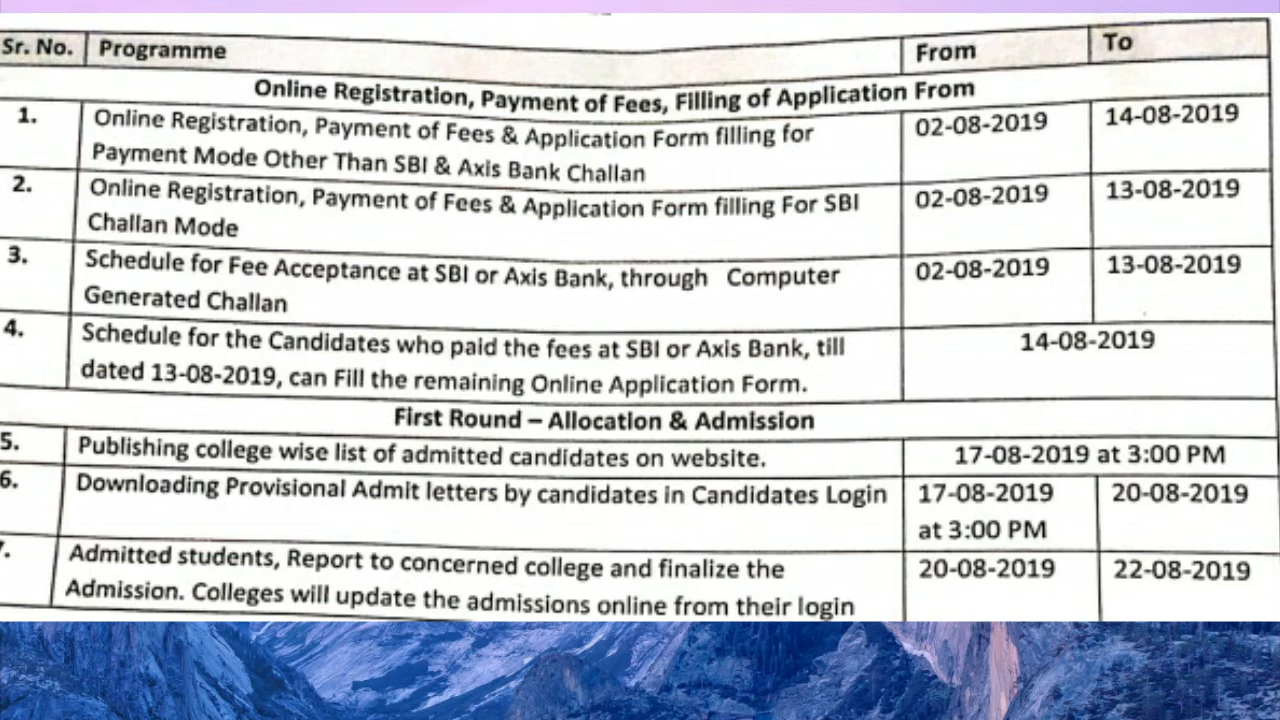 Sr. No. Programme From To
Online Registration, Payment of Fees, Filling of Application From
1. Online Registration, Payment of Fees & Application Form filling for 02-08-2019 14-08-2019
Payment Mode Other Than SBI & Axis Bank Challan
2. Online Registration, Payment of Fees & Application Form filling For SBI 02-08-2019 13-08-2019
Challan Mode
3. Schedule for Fee Acceptance at SBI or Axis Bank, through Computer 02-08-2019 13-08-2019
Generated Challan
4. Schedule for the Candidates who paid the fees at SBI or Axis Bank, till 14-08-2019
dated 13-08-2019, can Fill the remaining Online Application Form.
First Round – Allocation & Admission
5. Publishing college wise list of admitted candidates on website. 17-08-2019 at 3:00 PM
6. Downloading Provisional Admit letters by candidates in Candidates Login 17-08-2019 20-08-2019
at 3:00 PM
Admitted students, Report to concerned college and finalize the 20-08-2019 22-08-2019
Admission. Colleges will update the admissions online from their login